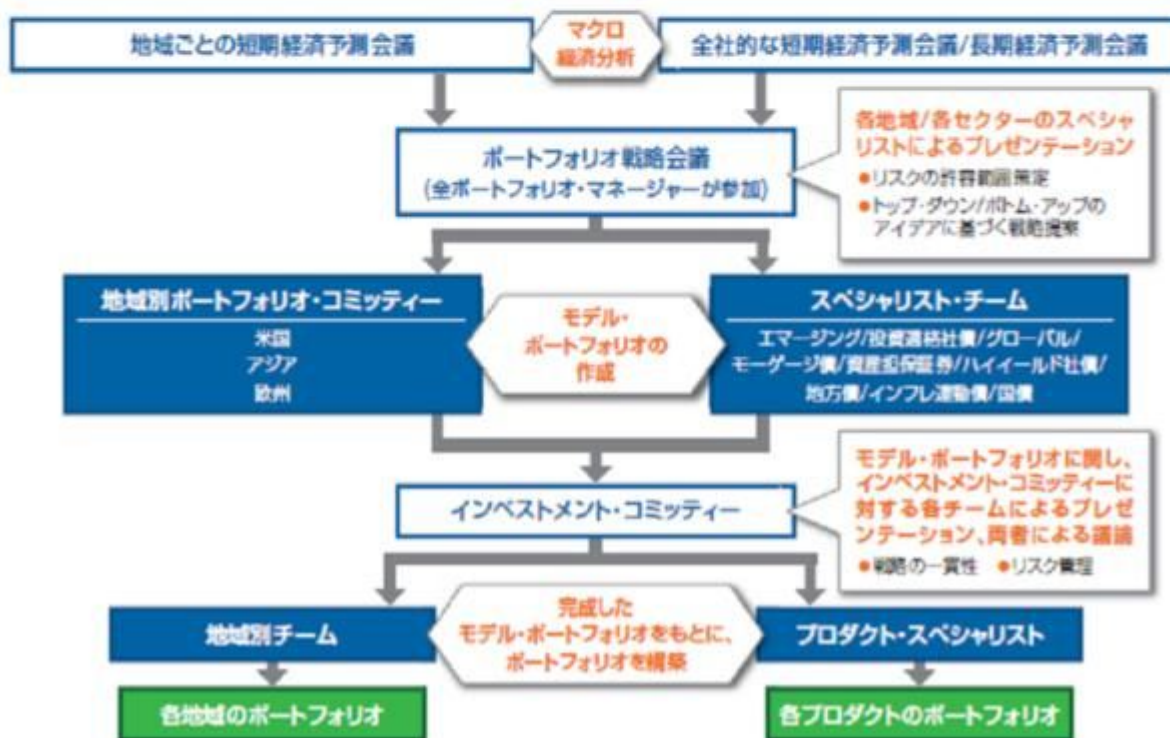 地域ごとの短期経済予測会議
マクロ
経済分析
全社的な短期経済予測会議/長期経済予測会議
ポートフォリオ戦略会議
(全ポートフォリオ・マネージャーが参加)
各地域/各セクターのスペシャ
リストによるプレゼンテーション
●リスクの許容範囲策定
●トップ・ダウン/ボトム・アップの
アイデアに基づく戦略提案
地域別ポートフォリオ・コミッティー
米国
アジア
欧州
モデル・
ポートフォリオの
作成
スペシャリスト・チーム
エマージング/投資適格社債/グローバル/
モーゲージ債/資産担保証券/ハイイールド社債/
地方債/インフレ連動債/国債
インベストメント・コミッティー
モデル・ポートフォリオに関し、
インベストメント・コミッティーに
対する各チームによるプレゼ
ンテーション、両者による議論
●戦略の一貫性 ●リスク管理
地域別チーム
完成した
モデル・ポートフォリオをもとに、
ポートフォリオを構築
プロダクト・スペシャリスト
各地域のポートフォリオ
各プロダクトのポートフォリオ